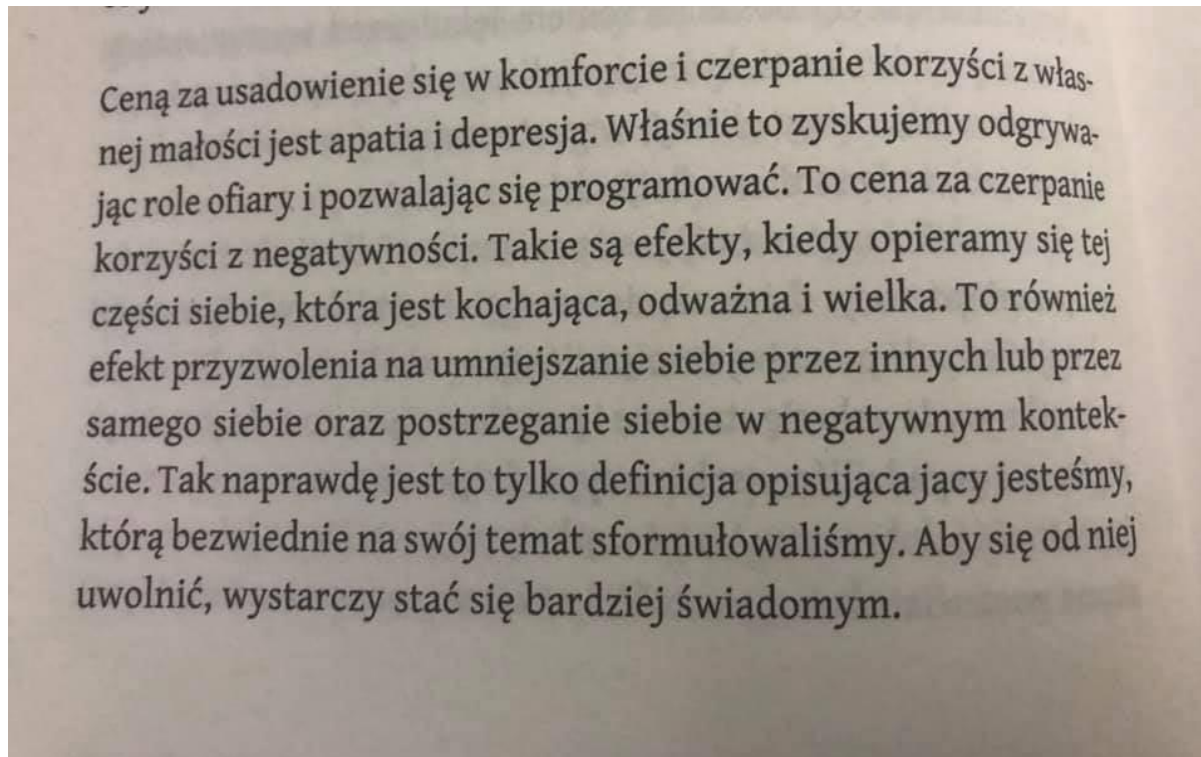 Ceną za usadowienie się w komforcie i czerpanie korzyści z włas-
nej małości jest apatia i depresja. Właśnie to zyskujemy odgrywa-
jąc role ofiary i pozwalając się programować. To cena za czerpanie
korzyści z negatywności. Takie są efekty, kiedy opieramy się tej
części siebie, która jest kochająca, odważna i wielka. To również
efekt przyzwolenia na umniejszanie siebie przez innych lub przez
samego siebie oraz postrzeganie siebie w negatywnym kontek-
ście. Tak naprawdę jest to tylko definicja opisująca jacy jesteśmy,
którą bezwiednie na swój temat sformułowaliśmy. Aby się od niej
uwolnić, wystarczy stać się bardziej świadomym.